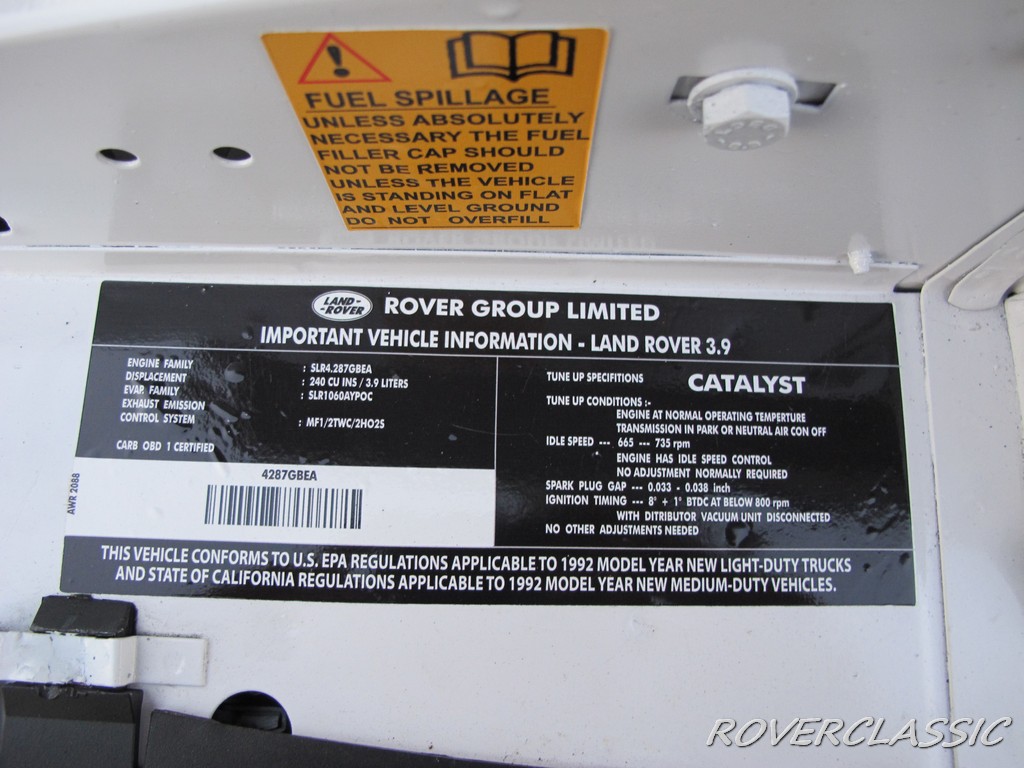 FUEL SPILLAGE
UNLESS ABSOLUTELY
NECESSARY THE FUEL
FILLER CAP SHOULD
NOT BE REMOVED
UNLESS THE VEHICLE
IS STANDING ON FLAT
AND LEVEL GROUND
DO NOT OVERFILL
LAND-
-ROVER
ROVER GROUP LIMITED
IMPORTANT VEHICLE INFORMATION - LAND ROVER 3.9
ENGINE FAMILY : SLR4.287GBEA
DISPLACEMENT : 240 CU INS / 3.9 LITERS
EVAP. FAMILY : SLR1060AYPOC
EXHAUST EMISSION
CONTROL SYSTEM : MF1/2TWC/2HO2S
CARB OBD 1 CERTIFIED
AWR 2088
4287GBEA
TUNE UP SPECIFICATIONS CATALYST
TUNE UP CONDITIONS :-
ENGINE AT NORMAL OPERATING TEMPERTURE
TRANSMISSION IN PARK OR NEUTRAL AIR CON OFF
IDLE SPEED --- 665 - 735 rpm
ENGINE HAS IDLE SPEED CONTROL
NO ADJUSTMENT NORMALLY REQUIRED
SPARK PLUG GAP --- 0.033 - 0.038 inch
IGNITION TIMING --- 8° + 1° BTDC AT BELOW 800 rpm
WITH DITRIBUTOR VACUUM UNIT DISCONNECTED
NO OTHER ADJUSTMENTS NEEDED
THIS VEHICLE CONFORMS TO U.S. EPA REGULATIONS APPLICABLE TO 1992 MODEL YEAR NEW LIGHT-DUTY TRUCKS
AND STATE OF CALIFORNIA REGULATIONS APPLICABLE TO 1992 MODEL YEAR NEW MEDIUM-DUTY VEHICLES.
ROVERCLASSIC